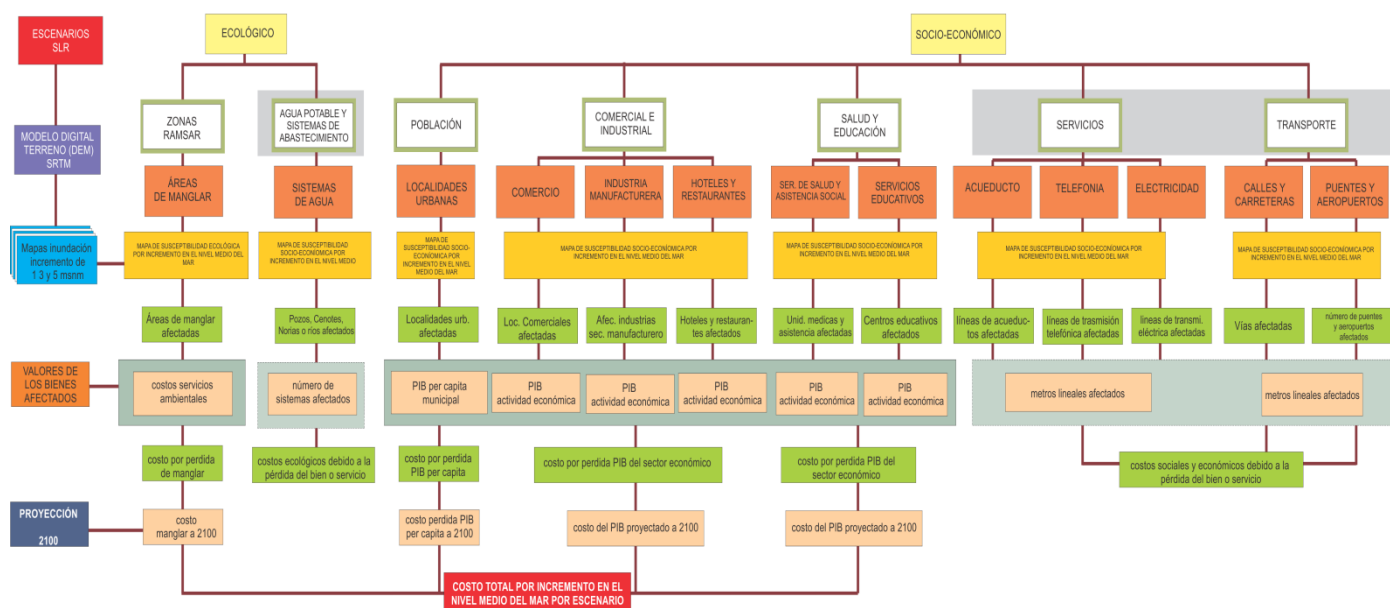 ESCENARIOS
SLR
ECOLÓGICO
SOCIO-ECONÓMICO
MODELO DIGITAL
TERRENO (DEM)
SRTM
ZONAS
RAMSAR
AGUA POTABLE Y
SISTEMAS DE
ABASTECIMIENTO
POBLACIÓN
COMERCIAL E
INDUSTRIAL
SALUD Y
EDUCACIÓN
SERVICIOS
TRANSPORTE
ÁREAS
DE MANGLAR
SISTEMAS
DE AGUA
LOCALIDADES
URBANAS
COMERCIO
INDUSTRIA
MANUFACTURERA
HOTELES Y
RESTAURANTES
SER. DE SALUD Y
ASISTENCIA SOCIAL
SERVICIOS
EDUCATIVOS
ACUEDUCTO
TELEFONIA
ELECTRICIDAD
CALLES Y
CARRETERAS
PUENTES Y
AEROPUERTOS
Mapas inundación
incremento de
1 3 y 5 msnm
MAPA DE SUSCEPTIBILIDAD ECOLÓGICA
POR INCREMENTO EN EL NIVEL MEDIO DEL
MAR
MAPA DE SUSCEPTIBILIDAD
SOCIO-ECONÍOMICA POR
INCREMENTO EN EL NIVEL MEDIO
MAPA DE
SUSCEPTIBILIDAD SOCIO-
ECONÍOMICA POR
INCREMENTO EN EL NIVEL
MEDIO DEL MAR
MAPA DE SUSCEPTIBILIDAD SOCIO-ECONÍOMICA POR
INCREMENTO EN EL NIVEL MEDIO DEL MAR
MAPA DE SUSCEPTIBILIDAD SOCIO-ECONÍOMICA POR
INCREMENTO EN EL NIVEL MEDIO DEL MAR
MAPA DE SUSCEPTIBILIDAD SOCIO-ECONÍOMICA POR
INCREMENTO EN EL NIVEL MEDIO DEL MAR
MAPA DE SUSCEPTIBILIDAD SOCIO-ECONÍOMICA POR
INCREMENTO EN EL NIVEL MEDIO DEL MAR
Áreas de manglar
afectadas
Pozos, Cenotes,
Norias o ríos afectados
Localidades urb.
afectadas
Loc. Comerciales
afectadas
Afec. industrias
sec. manufacturero
Hoteles y restauran-
tes afectados
Unid. medicas y
asistencia afectadas
Centros educativos
afectados
líneas de acueduc-
tos afectadas
líneas de trasmisión
telefónica afectadas
lineas de transmi.
eléctrica afectadas
Vías afectadas
número de puentes
y aeropuertos
afectados
VALORES DE
LOS BIENES
AFECTADOS
costos servicios
ambientales
número de
sistemas afectados
PIB per capita
municipal
PIB
actividad económica
PIB
actividad económica
PIB
actividad económica
PIB
actividad económica
PIB
actividad económica
metros lineales afectados
metros lineales afectados
costo por perdida
de manglar
costos ecológicos debido a la
pérdida del bien o servicio
costo por perdida
PIB per capita
costo por perdida PIB del sector económico
costo por perdida PIB del
sector económico
costos sociales y económicos debido a la
pérdida del bien o servicio
PROYECCIÓN
2100
costo
manglar a 2100
costo perdida PIB
per capita a 2100
costo del PIB proyectado a 2100
costo del PIB proyectado a 2100
COSTO TOTAL POR INCREMENTO EN EL
NIVEL MEDIO DEL MAR POR ESCENARIO